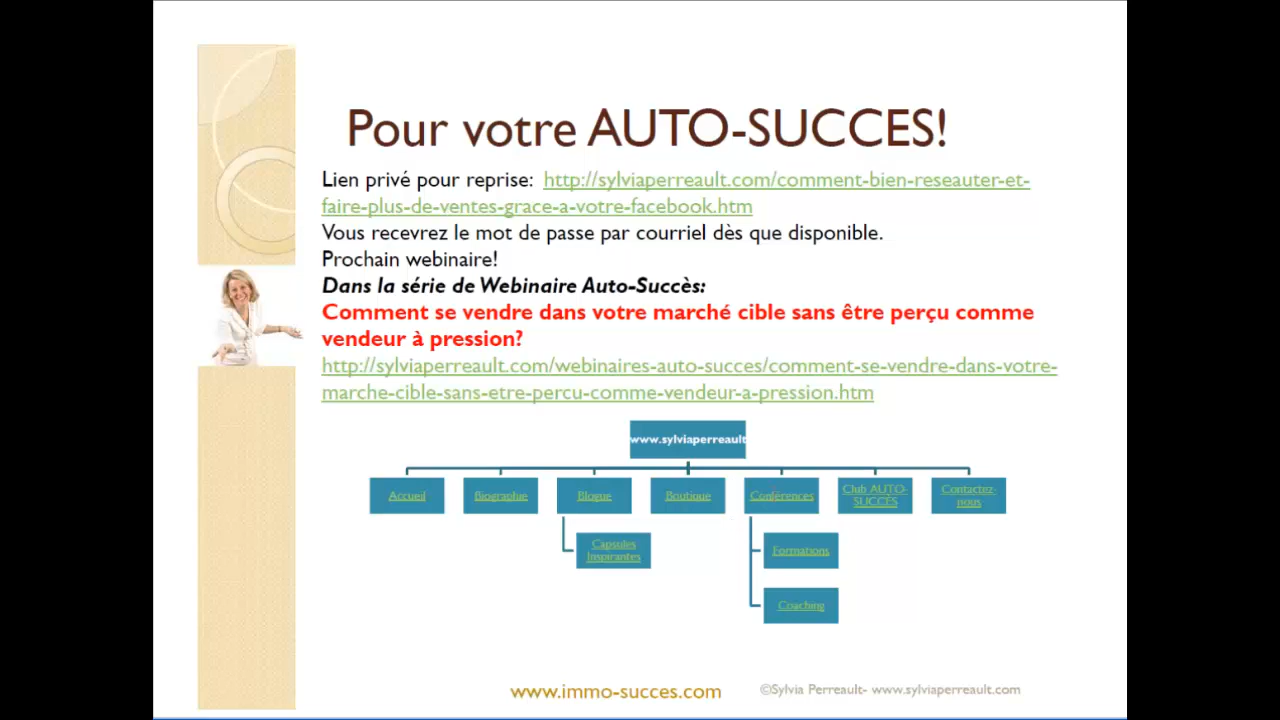 Pour votre AUTO-SUCCES!
Lien privé pour reprise: http://sylviaperreault.com/comment-bien-reseauter-et-
faire-plus-de-ventes-grace-a-votre-facebook.htm
Vous recevrez le mot de passe par courriel dès que disponible.
Prochain webinaire!
Dans la série de Webinaire Auto-Succès:
Comment se vendre dans votre marché cible sans être perçu comme
vendeur à pression?
http://sylviaperreault.com/webinaires-auto-succes/comment-se-vendre-dans-votre-
marche-cible-sans-etre-percu-comme-vendeur-a-pression.htm
www.sylviaperreault
Accueil
Biographie
Blogue
Boutique
Conférences
Club AUTO-
SUCCÈS
Contactez-
nous
Capsules
Inspirantes
Formations
Coaching
www.immo-succes.com
©Sylvia Perreault- www.sylviaperreault.com